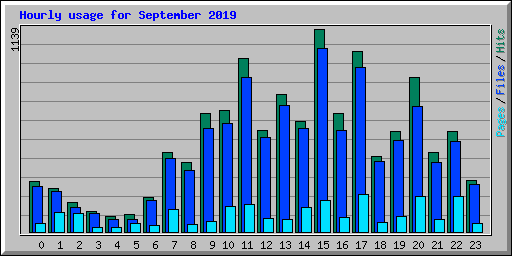 Hourly usage for September 2019
1139
Pages / Files / Hits
0 1 2 3 4 5 6 7 8 9 10 11 12 13 14 15 16 17 18 19 20 21 22 23